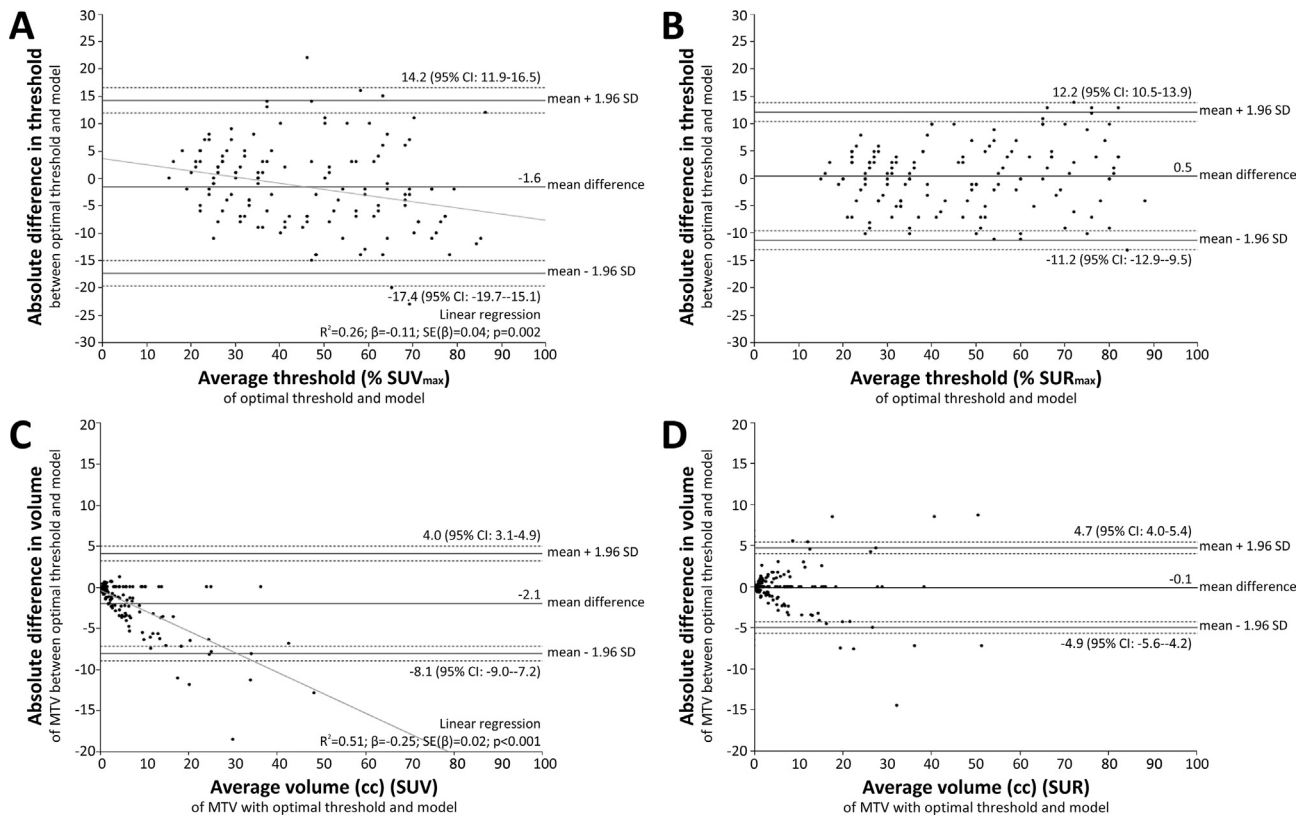 A
Absolute difference in threshold
between optimal threshold and model
30
25
20
15
10
5
0
-5
-10
-15
-20
-25
-30
14.2 (95% CI: 11.9-16.5)
mean + 1.96 SD
-1.6
mean difference
mean - 1.96 SD
-17.4 (95% CI: -19.7--15.1)
Linear regression
R²=0.26; β=-0.11; SE(β)=0.04; p=0.002
0 10 20 30 40 50 60 70 80 90 100
Average threshold (% SUVmax)
of optimal threshold and model
B
Absolute difference in threshold
between optimal threshold and model
30
25
20
15
10
5
0
-5
-10
-15
-20
-25
-30
12.2 (95% CI: 10.5-13.9)
mean + 1.96 SD
0.5
mean difference
mean - 1.96 SD
-11.2 (95% CI: -12.9--9.5)
0 10 20 30 40 50 60 70 80 90 100
Average threshold (% SURmax)
of optimal threshold and model
C
Absolute difference in volume
of MTV between optimal threshold and model
20
15
10
5
0
-5
-10
-15
-20
4.0 (95% CI: 3.1-4.9)
mean + 1.96 SD
-2.1
mean difference
mean - 1.96 SD
-8.1 (95% CI: -9.0--7.2)
Linear regression
R²=0.51; β=-0.25; SE(β)=0.02; p<0.001
0 10 20 30 40 50 60 70 80 90 100
Average volume (cc) (SUV)
of MTV with optimal threshold and model
D
Absolute difference in volume
of MTV between optimal threshold and model
20
15
10
5
0
-5
-10
-15
-20
4.7 (95% CI: 4.0-5.4)
mean + 1.96 SD
-0.1
mean difference
mean - 1.96 SD
-4.9 (95% CI: -5.6--4.2)
0 10 20 30 40 50 60 70 80 90 100
Average volume (cc) (SUR)
of MTV with optimal threshold and model